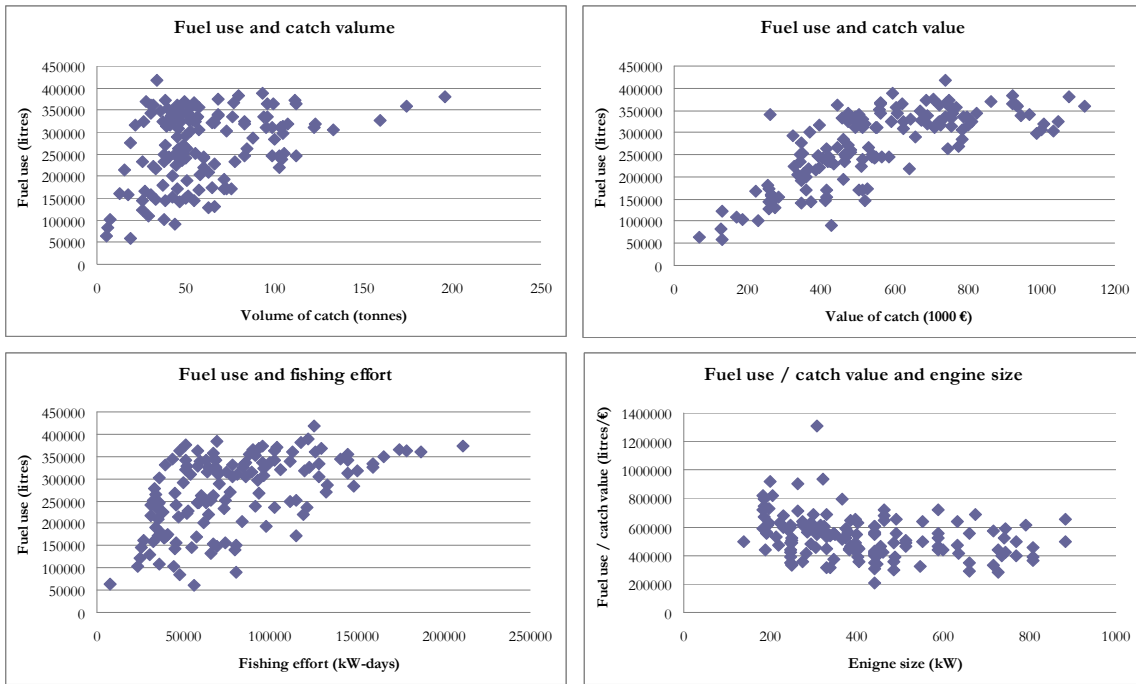 Fuel use and catch valume
Fuel use (litres)
450000
400000
350000
300000
250000
200000
150000
100000
50000
0
0 50 100 150 200 250
Volume of catch (tonnes)
Fuel use and catch value
Fuel use (litres)
450000
400000
350000
300000
250000
200000
150000
100000
50000
0
0 200 400 600 800 1000 1200
Value of catch (1000 €)
Fuel use and fishing effort
Fuel use (litres)
450000
400000
350000
300000
250000
200000
150000
100000
50000
0
0 50000 100000 150000 200000 250000
Fishing effort (kW-days)
Fuel use / catch value and engine size
Fuel use / catch value (litres/€)
1400000
1200000
1000000
800000
600000
400000
200000
0
0 200 400 600 800 1000
Enigne size (kW)